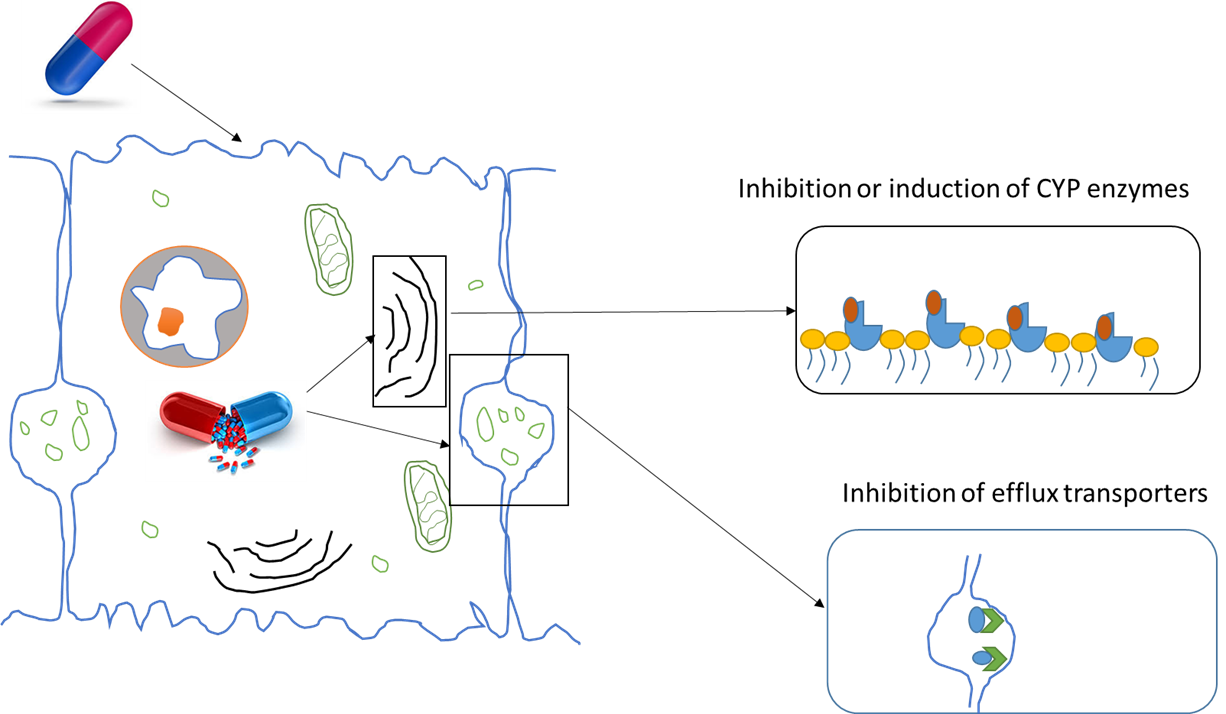 Inhibition or induction of CYP enzymes
Inhibition of efflux transporters